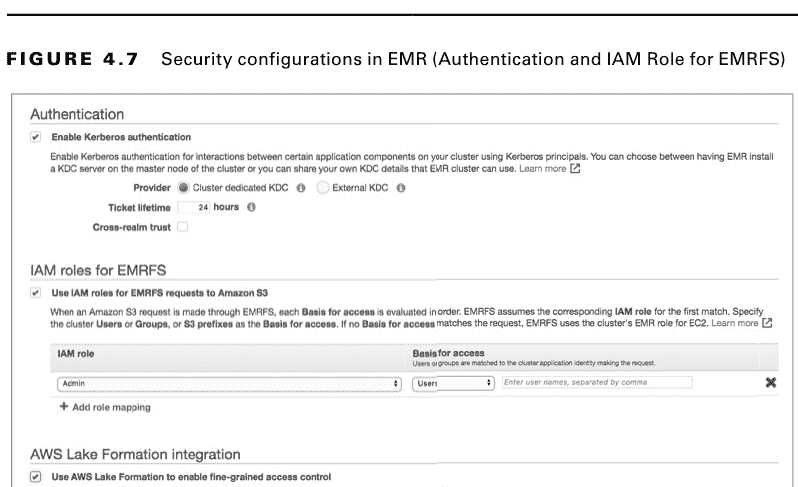 FIGURE 4.7 Security configurations in EMR (Authentication and IAM Role for EMRFS)
Authentication
Enable Kerberos authentication
Enable Kerberos authentication for interactions between certain application components on your cluster using Kerberos principals. You can choose between having EMR install
a KDC server on the master node of the cluster or you can share your own KDC details that EMR cluster can use. Learn more
Provider Cluster dedicated KDC External KDC
Ticket lifetime 24 hours
Cross-realm trust
IAM roles for EMRFS
Use IAM roles for EMRFS requests to Amazon S3
When an Amazon S3 request is made through EMRFS, each Basis for access is evaluated in order. EMRFS assumes the corresponding IAM role for the first match. Specify
the cluster Users or Groups, or S3 prefixes as the Basis for access. If no Basis for access matches the request, EMRFS uses the cluster's EMR role for EC2. Learn more
IAM role Basis for access
Users or groups are matched to the cluster application identity making the request.
Admin Users Enter user names, separated by comma
+ Add role mapping
AWS Lake Formation integration
Use AWS Lake Formation to enable fine-grained access control